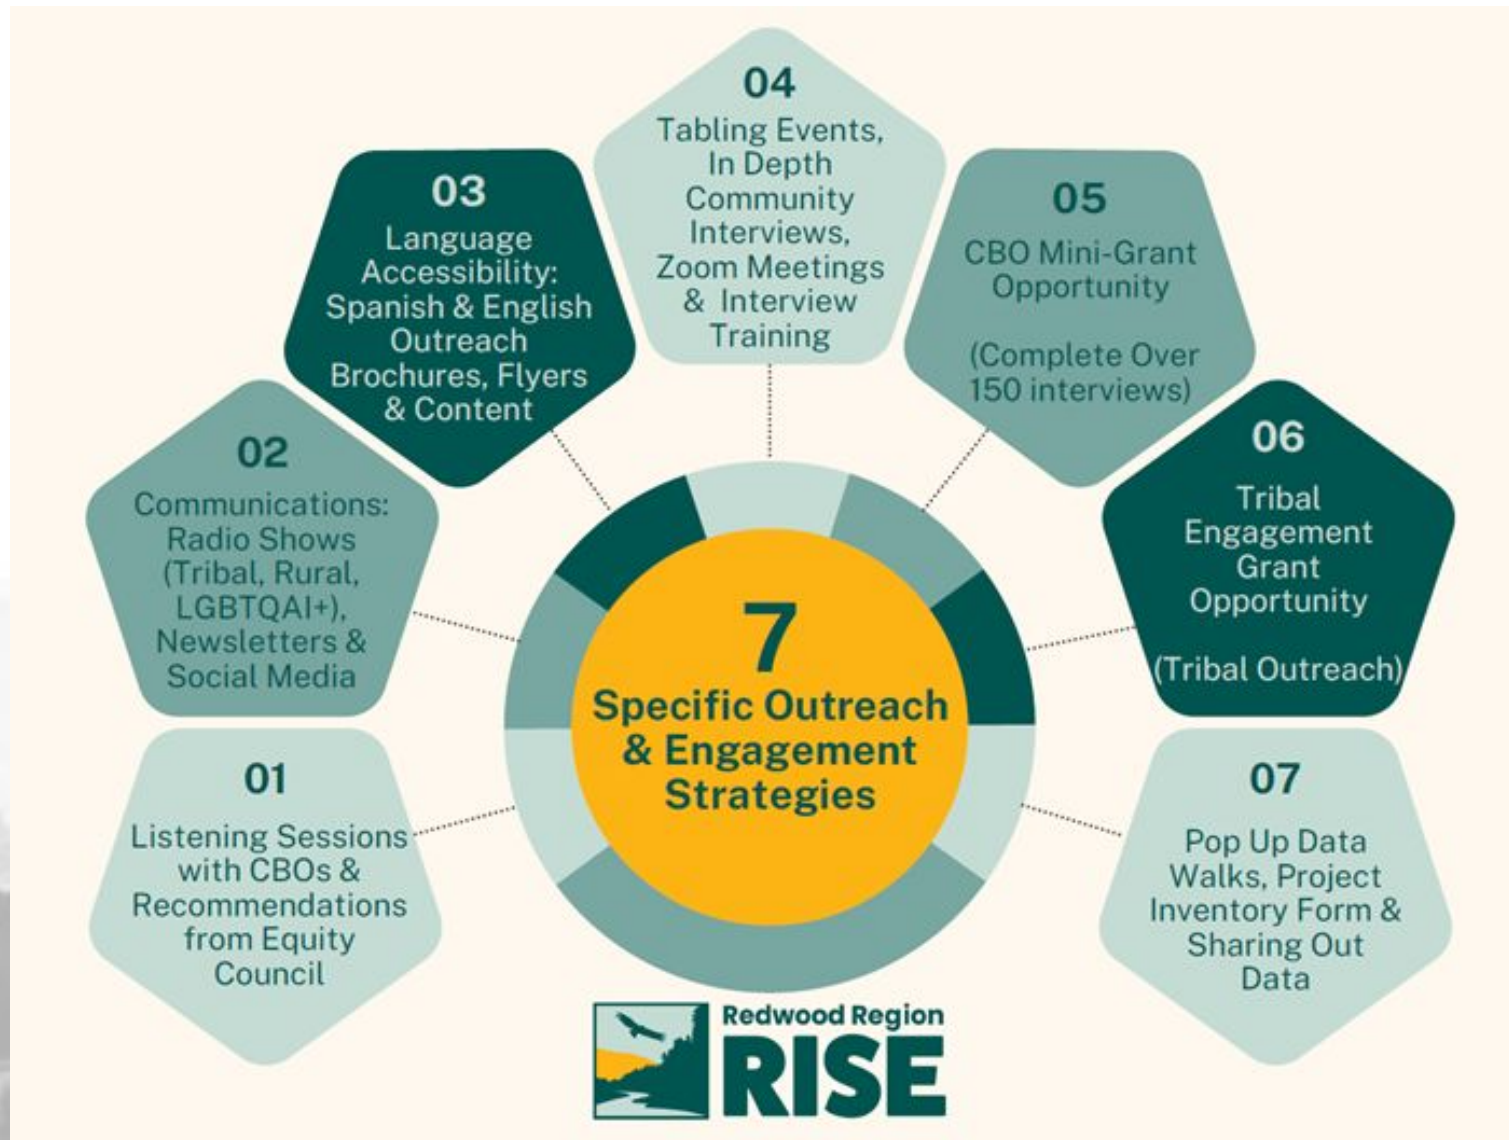 01
Listening Sessions
with CBOs &
Recommendations
from Equity
Council
02
Communications:
Radio Shows
(Tribal, Rural,
LGBTQAI+),
Newsletters &
Social Media
03
Language
Accessibility:
Spanish & English
Outreach
Brochures, Flyers
& Content
04
Tabling Events,
In Depth
Community
Interviews,
Zoom Meetings
& Interview
Training
05
CBO Mini-Grant
Opportunity
(Complete Over
150 interviews)
06
Tribal
Engagement
Grant
Opportunity
(Tribal Outreach)
07
Pop Up Data
Walks, Project
Inventory Form &
Sharing Out
Data
7
Specific Outreach
& Engagement
Strategies
Redwood Region
RISE